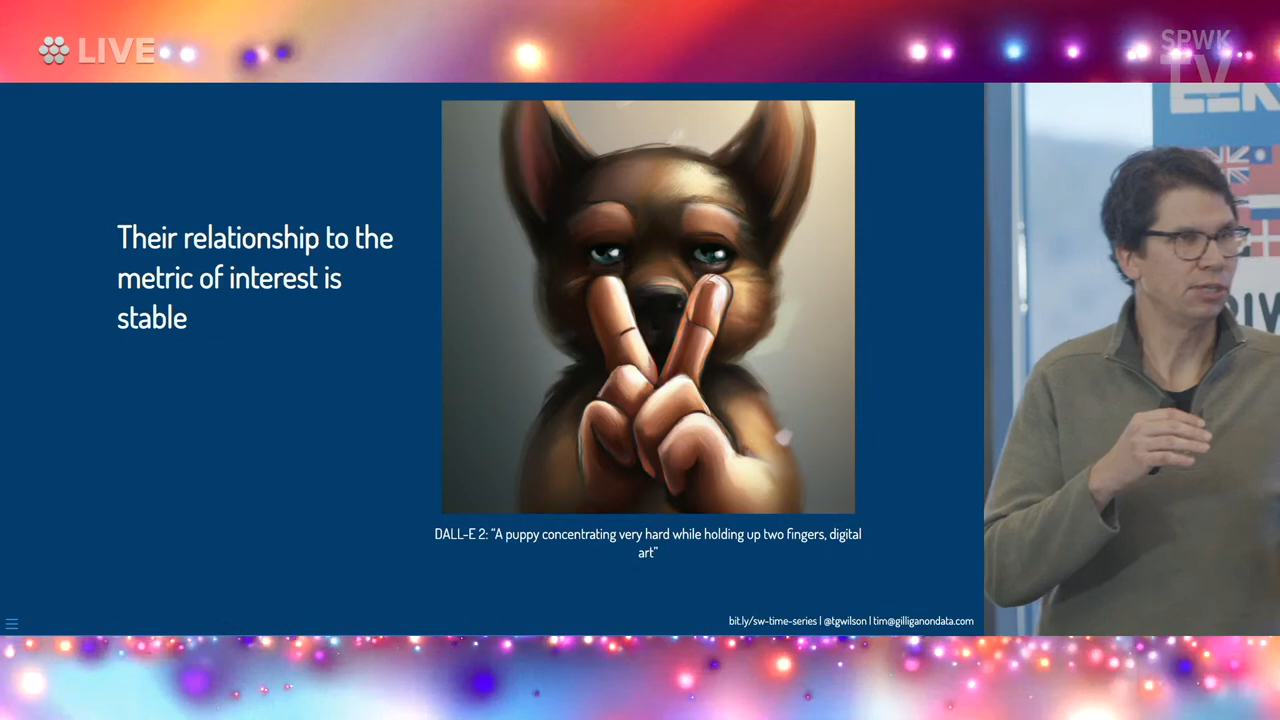 LIVE
SPWK
TV
Their relationship to the
metric of interest is
stable
DALL-E 2: “A puppy concentrating very hard while holding up two fingers, digital
art”
bit.ly/sw-time-series | @tgwilson | tim@gilligandondata.com